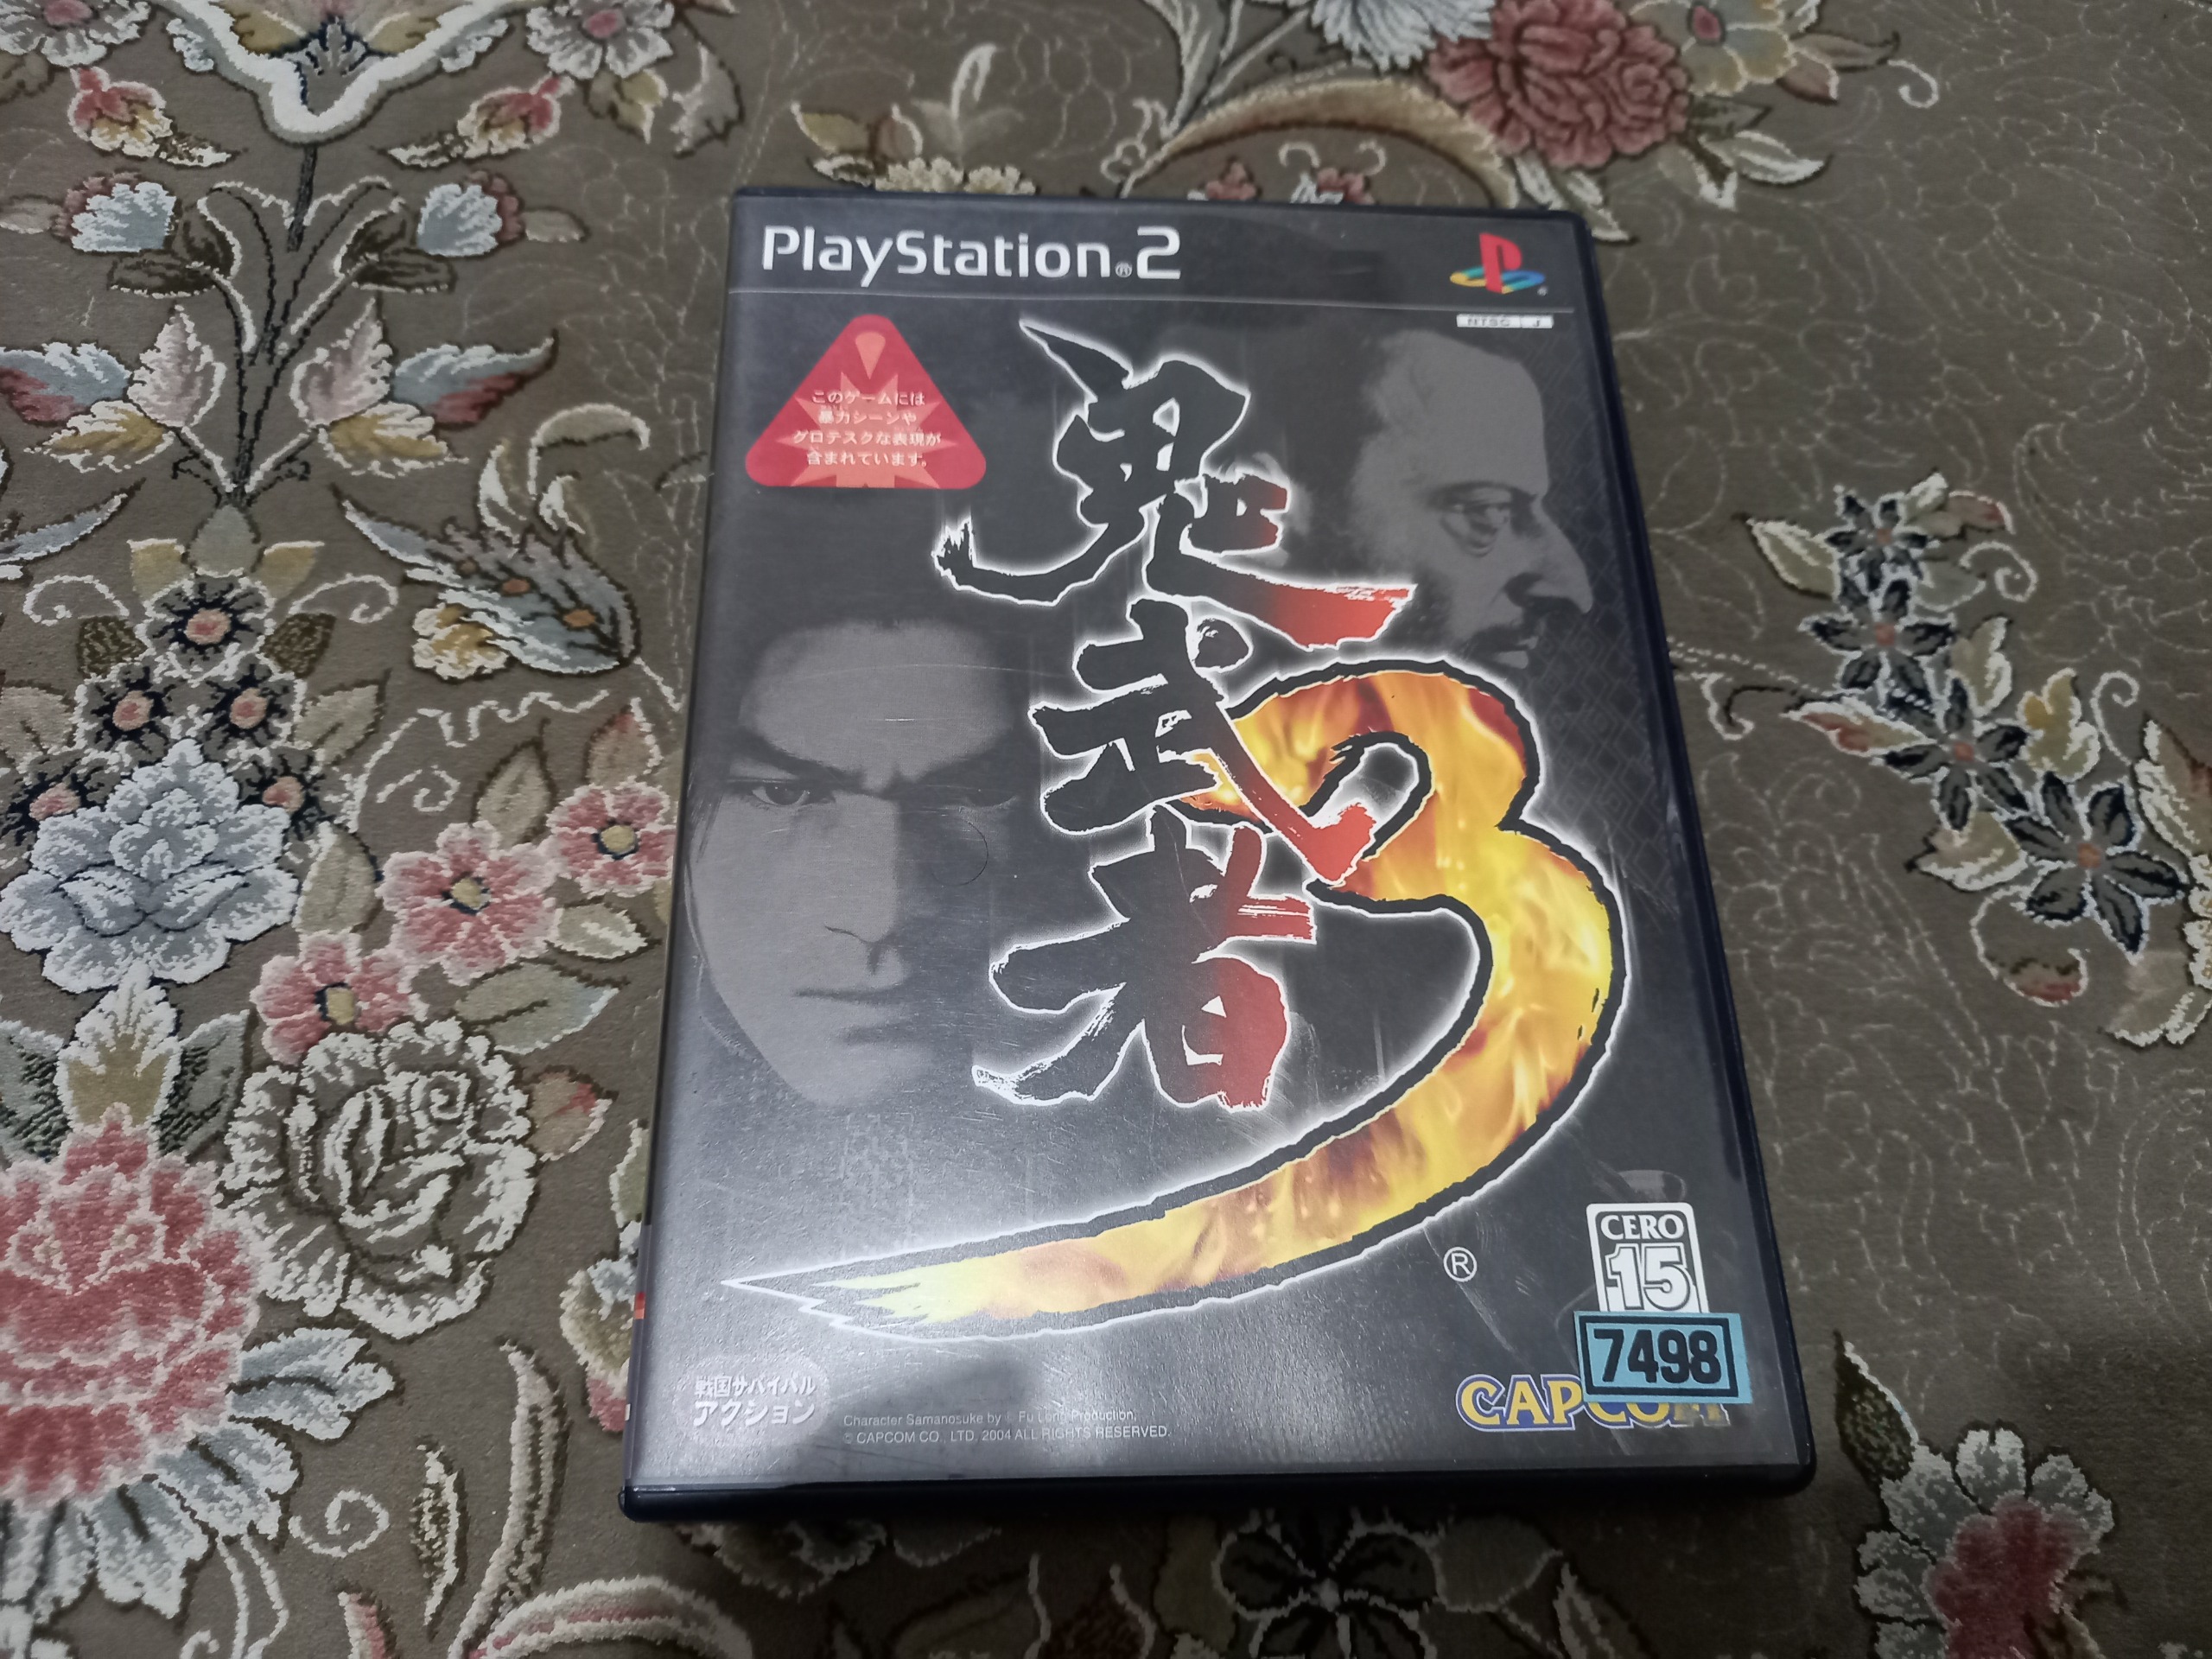 PlayStation®2
NTSC J
このゲームには
暴力シーンや
グロテスクな表現が
含まれています。
鬼武者3
®
CERO
15
7498
戦国サバイバル
アクション
CAPCOM
Character Samanosuke by Fu Long Production,
© CAPCOM CO., LTD. 2004 ALL RIGHTS RESERVED.